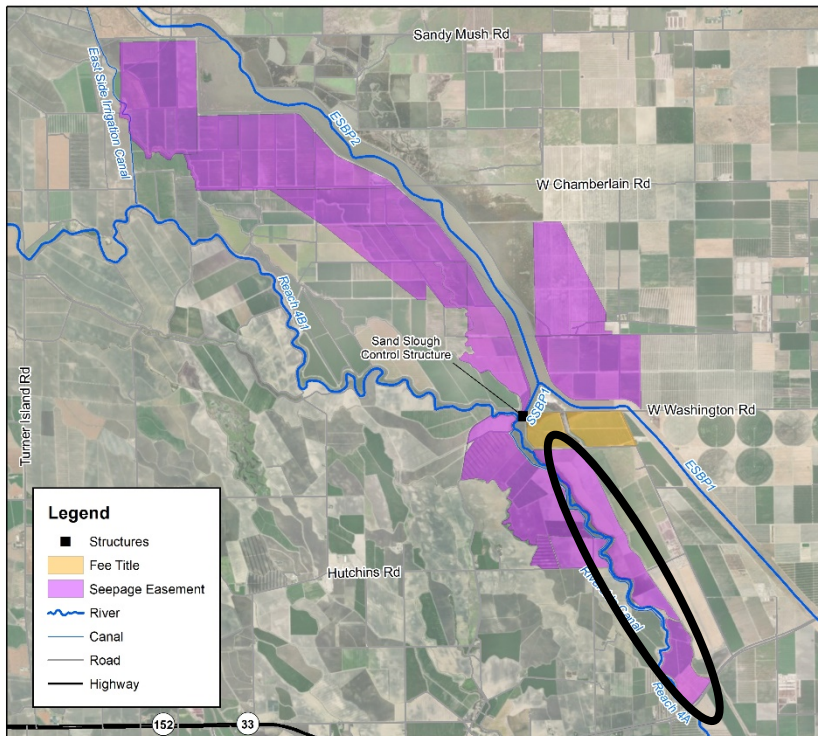 Sandy Mush Rd
East Side Irrigation Canal
ESBP2
W Chamberlain Rd
Reach 4B1
Sand Slough
Control Structure
Turner Island Rd
SSBP1
W Washington Rd
ESBP1
Hutchins Rd
Canal
Reach 4A
Legend
Structures
Fee Title
Seepage Easement
River
Canal
Road
Highway
152
33